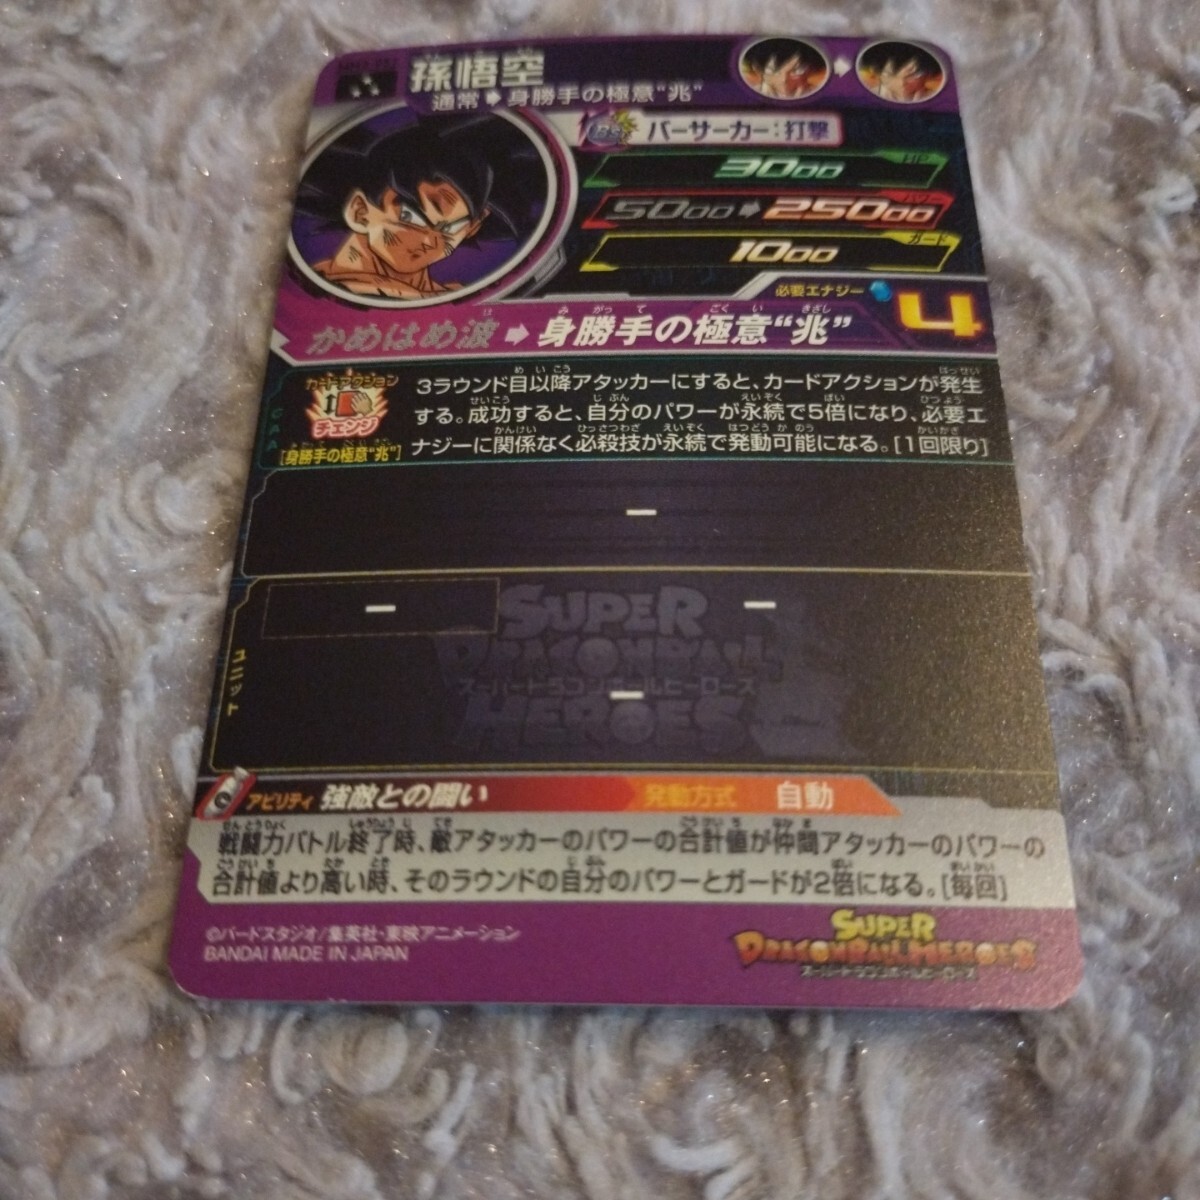 孫悟空
通常➡身勝手の極意“兆”
バーサーカー:打撃
HP
3000
パワー
5000➡25000
ガード
1000
必要エナジー
4
かめはめ波➡身勝手の極意“兆”
カードアクション
チェンジ
[身勝手の極意“兆”]
CAA
3ラウンド目以降アタッカーにすると、カードアクションが発生
する。成功すると、自分のパワーが永続で5倍になり、必要エ
ナジーに関係なく必殺技が永続で発動可能になる。[1回限り]
ー
ユニット
ー ー
ー
SUPER
DRAGONBALL
スーパードラゴンボールヒーローズ
HEROES
アビリティ 強敵との闘い 発動方式 自動
戦闘力バトル終了時、敵アタッカーのパワーの合計値が仲間アタッカーのパワーの
合計値より高い時、そのラウンドの自分のパワーとガードが2倍になる。[毎回]
©バードスタジオ/集英社・東映アニメーション
BANDAI MADE IN JAPAN
SUPER
DRAGONBALL HEROES
スーパードラゴンボールヒーローズ